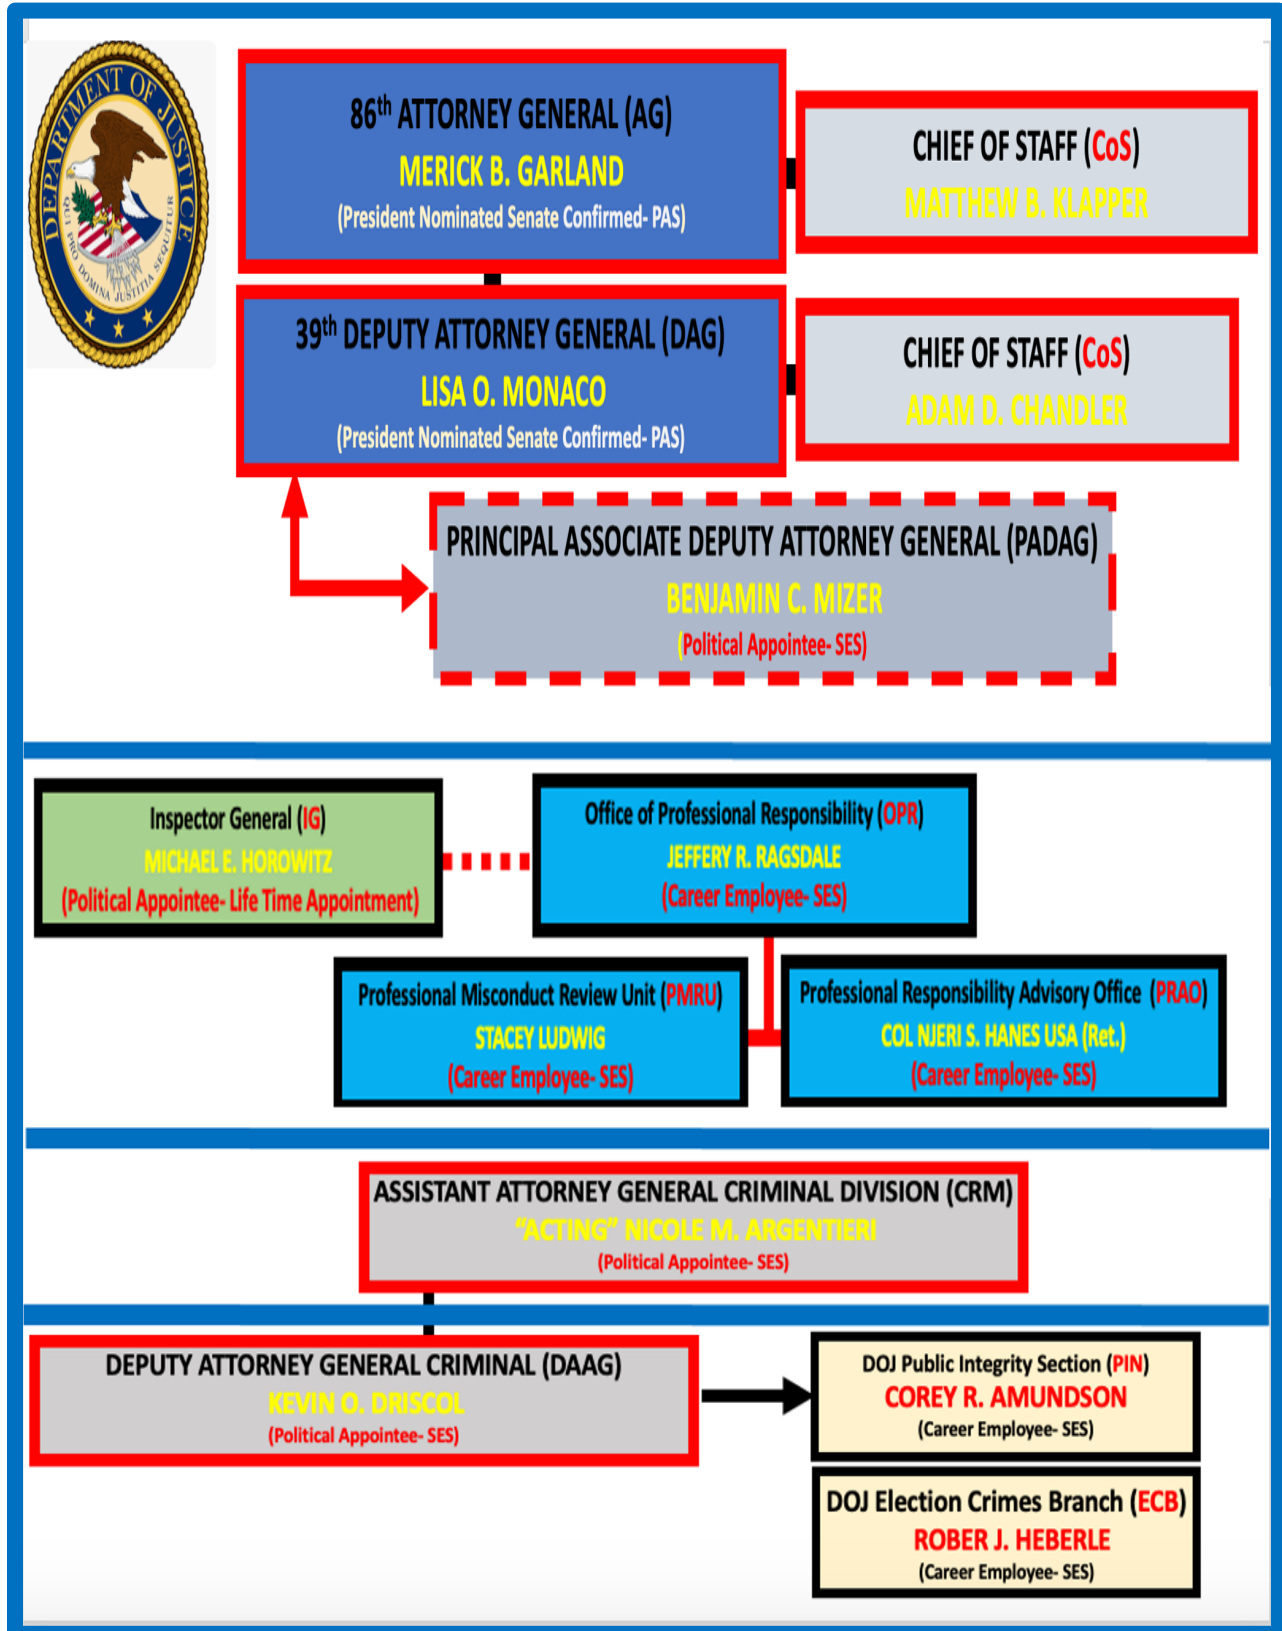 DEPARTMENT OF JUSTICE
QUI PRO DOMINA JUSTITIA SEQUITUR
86th ATTORNEY GENERAL (AG)
MERICK B. GARLAND
(President Nominated Senate Confirmed- PAS)
CHIEF OF STAFF (CoS)
MATTHEW B. KLAPPER
39th DEPUTY ATTORNEY GENERAL (DAG)
LISA O. MONACO
(President Nominated Senate Confirmed- PAS)
CHIEF OF STAFF (CoS)
ADAM D. CHANDLER
PRINCIPAL ASSOCIATE DEPUTY ATTORNEY GENERAL (PADAG)
BENJAMIN C. MIZER
(Political Appointee- SES)
Inspector General (IG)
MICHAEL E. HOROWITZ
(Political Appointee- Life Time Appointment)
Office of Professional Responsibility (OPR)
JEFFERY R. RAGSDALE
(Career Employee- SES)
Professional Misconduct Review Unit (PMRU)
STACEY LUDWIG
(Career Employee- SES)
Professional Responsibility Advisory Office (PRAO)
COL NJERI S. HANES USA (Ret.)
(Career Employee- SES)
ASSISTANT ATTORNEY GENERAL CRIMINAL DIVISION (CRM)
“ACTING” NICOLE M. ARGENTIERI
(Political Appointee- SES)
DEPUTY ATTORNEY GENERAL CRIMINAL (DAAG)
KEVIN O. DRISCOL
(Political Appointee- SES)
DOJ Public Integrity Section (PIN)
COREY R. AMUNDSON
(Career Employee- SES)
DOJ Election Crimes Branch (ECB)
ROBER J. HEBERLE
(Career Employee- SES)